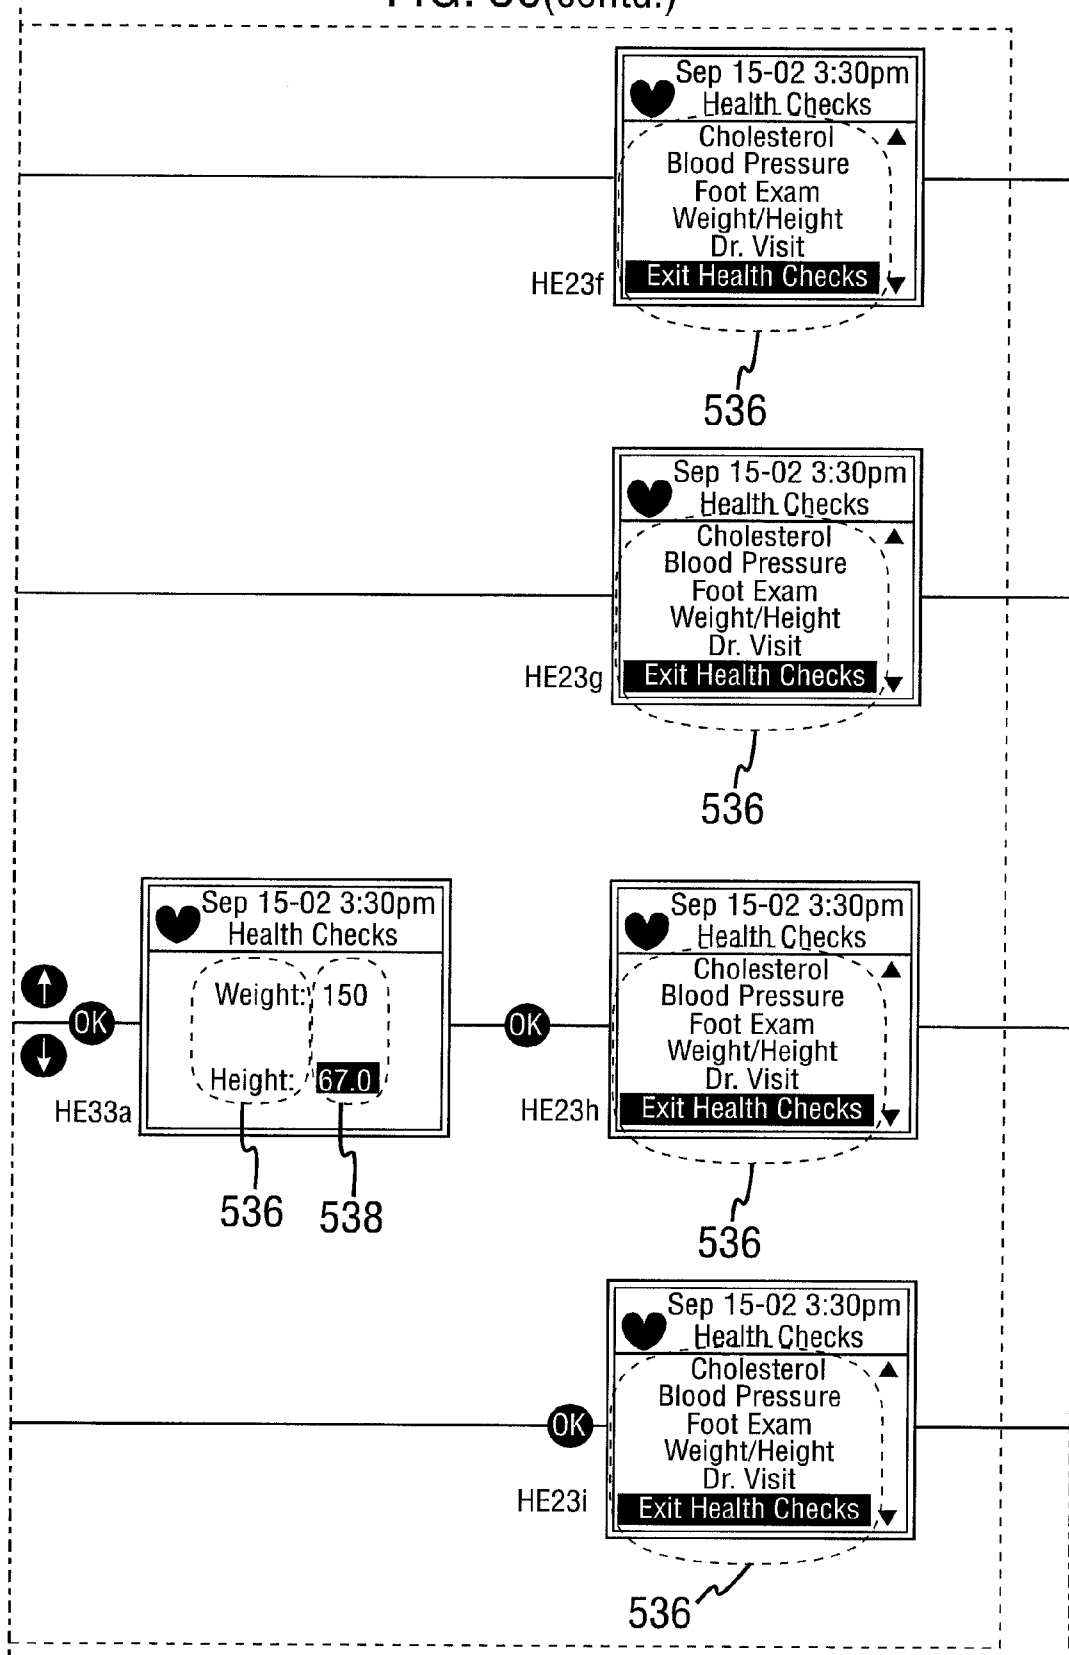 Sep 15-02 3:30pm
Health Checks
Cholesterol
Blood Pressure
Foot Exam
Weight/Height
Dr. Visit
Exit Health Checks
HE23f
536
Sep 15-02 3:30pm
Health Checks
Cholesterol
Blood Pressure
Foot Exam
Weight/Height
Dr. Visit
Exit Health Checks
HE23g
536
Sep 15-02 3:30pm
Health Checks
Weight: 150
Height: 67.0
OK
HE33a
536 538
OK
Sep 15-02 3:30pm
Health Checks
Cholesterol
Blood Pressure
Foot Exam
Weight/Height
Dr. Visit
Exit Health Checks
HE23h
536
OK
Sep 15-02 3:30pm
Health Checks
Cholesterol
Blood Pressure
Foot Exam
Weight/Height
Dr. Visit
Exit Health Checks
HE23i
536